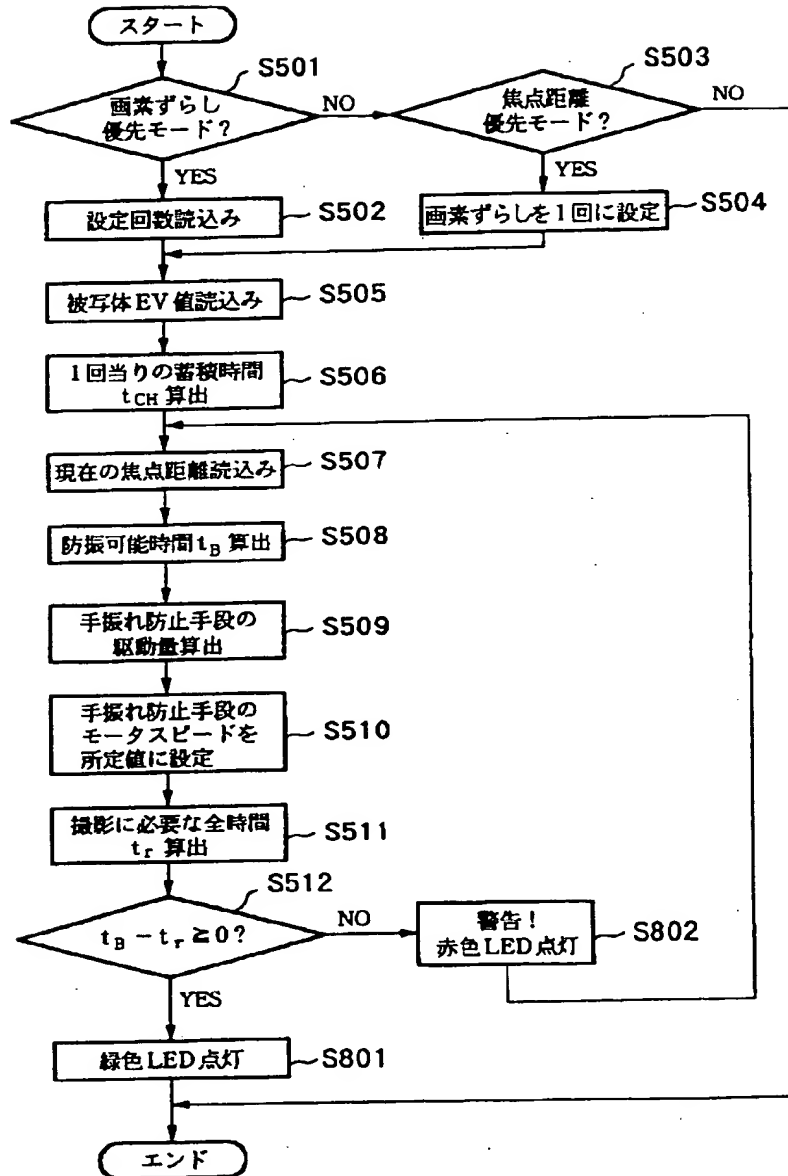 スタート
S501
画素ずらし
優先モード？
NO
S503
焦点距離
優先モード？
NO
YES
YES
設定回数読込み
S502
画素ずらしを1回に設定
S504
被写体EV値読込み
S505
1回当りの蓄積時間
tCH 算出
S506
現在の焦点距離読込み
S507
防振可能時間tB 算出
S508
手振れ防止手段の
駆動量算出
S509
手振れ防止手段の
モータスピードを
所定値に設定
S510
撮影に必要な全時間
tr 算出
S511
S512
tB－tr≧0？
NO
警告！
赤色LED点灯
S802
YES
緑色LED点灯
S801
エンド